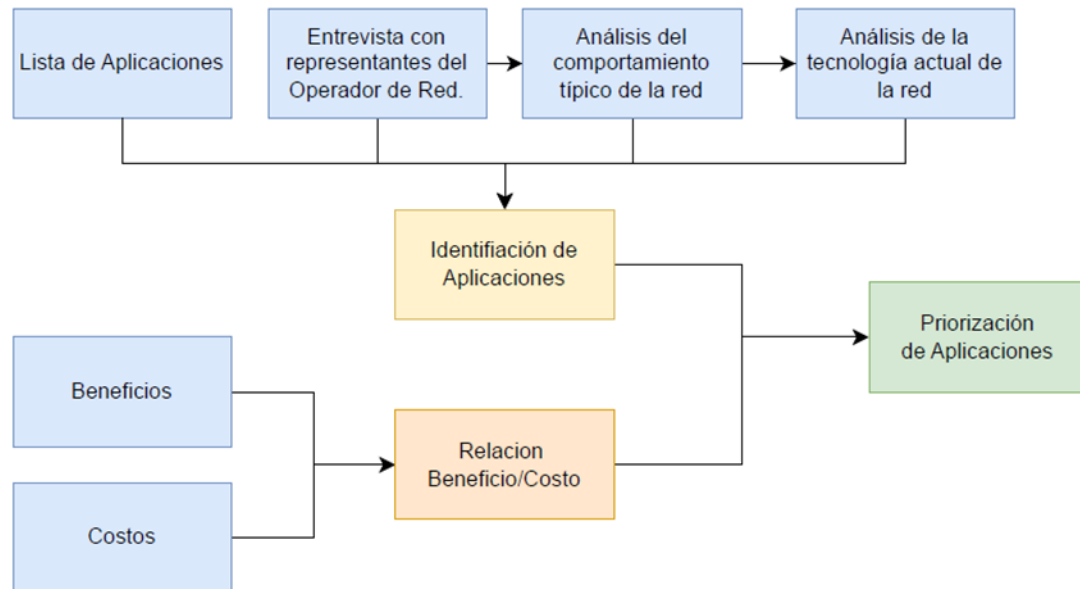 Lista de Aplicaciones
Entrevista con
representantes del
Operador de Red.
Análisis del
comportamiento
típico de la red
Análisis de la
tecnología actual de
la red
Identifiación de
Aplicaciones
Priorización
de Aplicaciones
Beneficios
Relacion
Beneficio/Costo
Costos